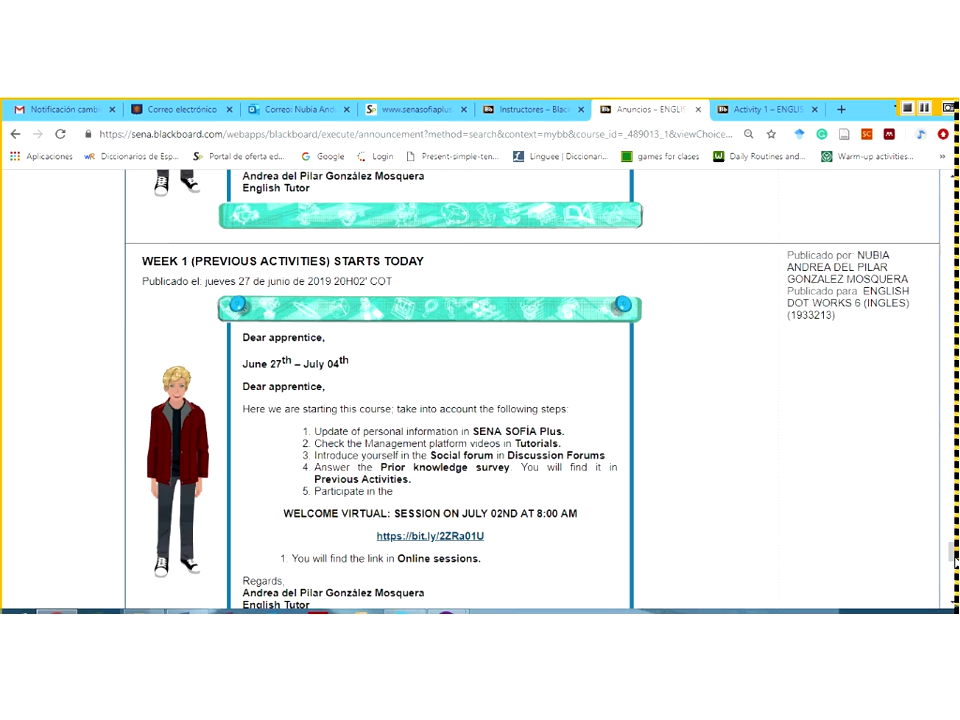 Notificación camb
Correo electrónico
Correo: Nubia And
www.senasofiaplus.
Instructores – Blac
Anuncios – ENGLIS
Activity 1 – ENGLIS
https://sena.blackboard.com/webapps/blackboard/execute/announcement?method=search&context=mybb&course_id=_489013_1&viewChoice...
Aplicaciones
Diccionarios de Esp...
Portal de oferta ed...
Google
Login
Present-simple-ten...
Linguee | Diccionari...
games for clases
Daily Routines and...
Warm-up activities...
Andrea del Pilar González Mosquera
English Tutor
WEEK 1 (PREVIOUS ACTIVITIES) STARTS TODAY
Publicado el: jueves 27 de junio de 2019 20H02' COT
Publicado por: NUBIA
ANDREA DEL PILAR
GONZALEZ MOSQUERA
Publicado para: ENGLISH
DOT WORKS 6 (INGLES)
(1933213)
Dear apprentice,
June 27th – July 04th
Dear apprentice,
Here we are starting this course; take into account the following steps:
1. Update of personal information in SENA SOFÍA Plus.
2. Check the Management platform videos in Tutorials.
3. Introduce yourself in the Social forum in Discussion Forums
4. Answer the Prior knowledge survey. You will find it in
Previous Activities.
5. Participate in the
WELCOME VIRTUAL: SESSION ON JULY 02ND AT 8:00 AM
https://bit.ly/2ZRa01U
1. You will find the link in Online sessions.
Regards,
Andrea del Pilar González Mosquera
English Tutor